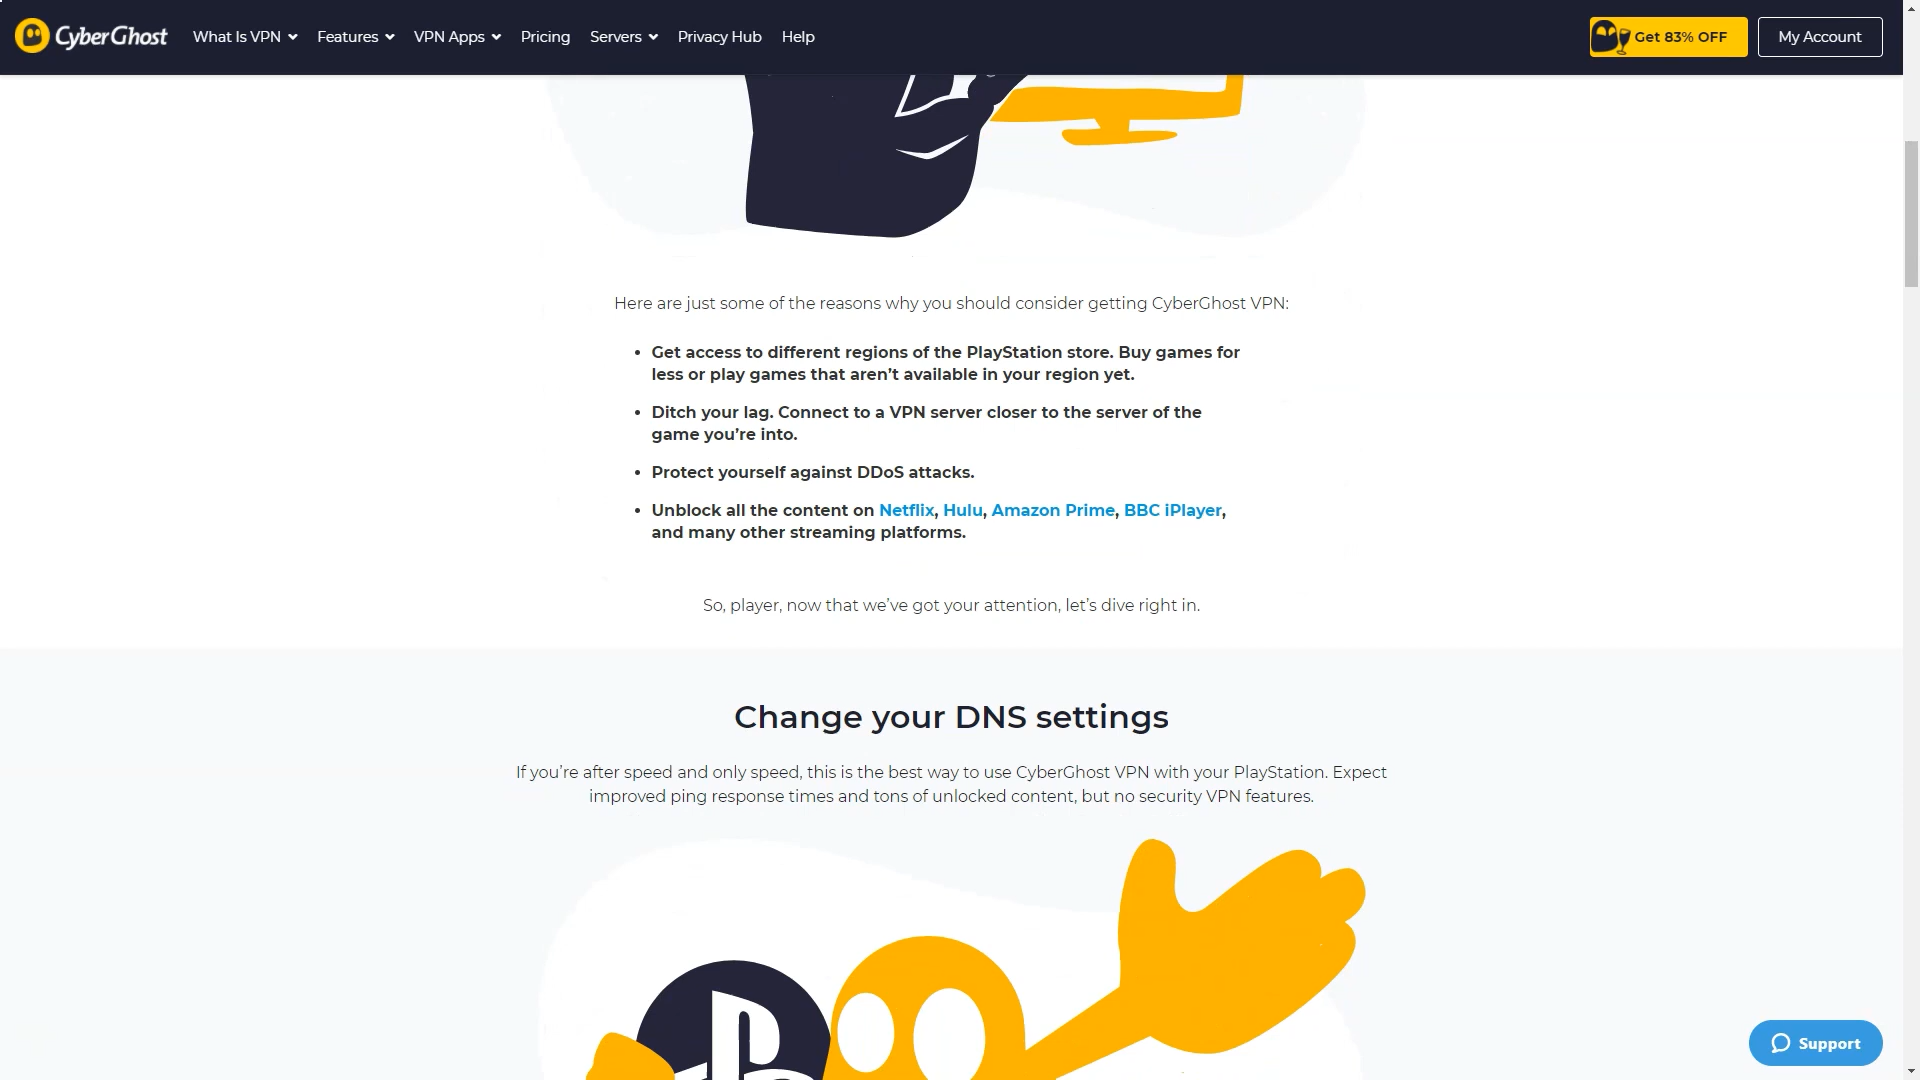 CyberGhost
What Is VPN
Features
VPN Apps
Pricing
Servers
Privacy Hub
Help
Get 83% OFF
My Account
Here are just some of the reasons why you should consider getting CyberGhost VPN:
• Get access to different regions of the PlayStation store. Buy games for
less or play games that aren’t available in your region yet.
• Ditch your lag. Connect to a VPN server closer to the server of the
game you’re into.
• Protect yourself against DDoS attacks.
• Unblock all the content on Netflix, Hulu, Amazon Prime, BBC iPlayer,
and many other streaming platforms.
So, player, now that we’ve got your attention, let’s dive right in.
Change your DNS settings
If you’re after speed and only speed, this is the best way to use CyberGhost VPN with your PlayStation. Expect
improved ping response times and tons of unlocked content, but no security VPN features.
Support